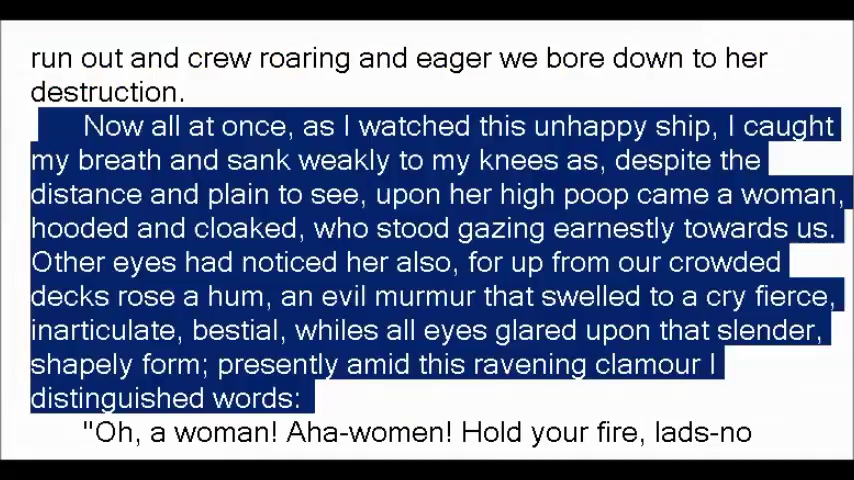 run out and crew roaring and eager we bore down to her
destruction.
Now all at once, as I watched this unhappy ship, I caught
my breath and sank weakly to my knees as, despite the
distance and plain to see, upon her high poop came a woman,
hooded and cloaked, who stood gazing earnestly towards us.
Other eyes had noticed her also, for up from our crowded
decks rose a hum, an evil murmur that swelled to a cry fierce,
inarticulate, bestial, whiles all eyes glared upon that slender,
shapely form; presently amid this ravening clamour I
distinguished words:
"Oh, a woman! Aha-women! Hold your fire, lads-no